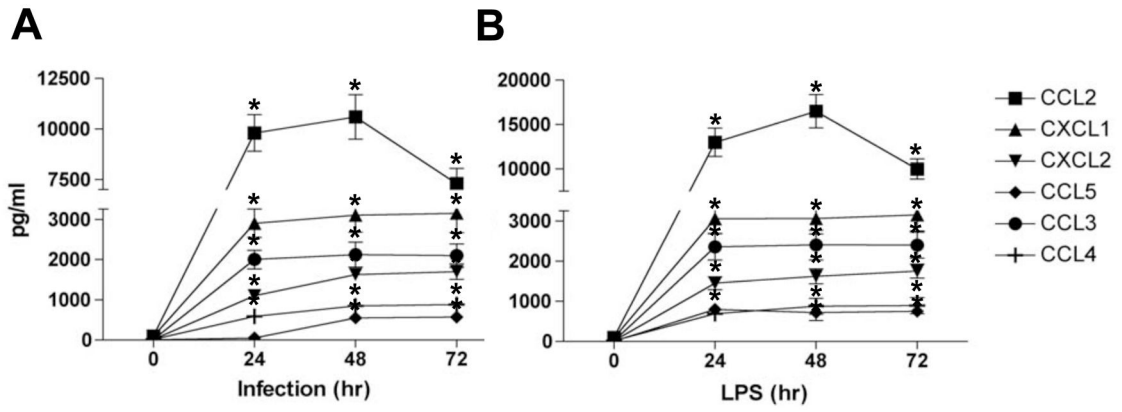 A
B
12500
10000
7500
3000
2000
1000
0
pg/ml
0 24 48 72
Infection (hr)
20000
15000
10000
3000
2000
1000
0
0 24 48 72
LPS (hr)
CCL2
CXCL1
CXCL2
CCL5
CCL3
CCL4